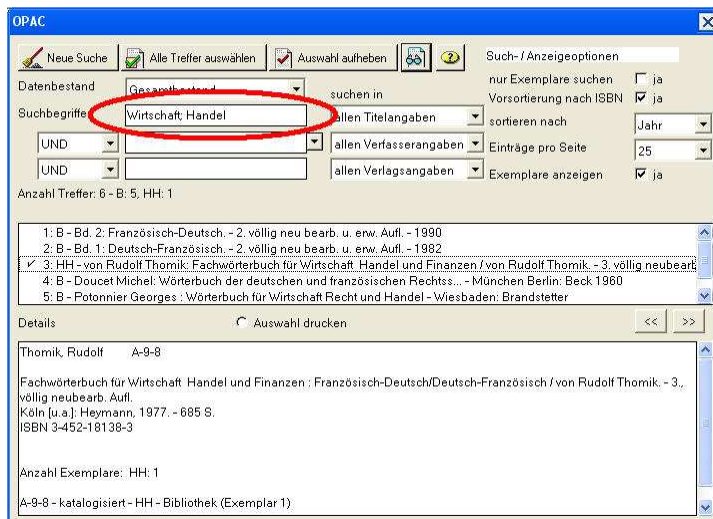 OPAC
Neue Suche Alle Treffer auswählen Auswahl aufheben ? Such- / Anzeigeoptionen
nur Exemplare suchen ja
Datenbestand Gesamtbestand suchen in Vorsortierung nach ISBN ja
Suchbegriffe Wirtschaft; Handel allen Titelangaben sortieren nach Jahr
UND allen Verfasserangaben Einträge pro Seite 25
UND allen Verlagsangaben Exemplare anzeigen ja
Anzahl Treffer: 6 - B: 5, HH: 1
1: B - Bd. 2: Französisch-Deutsch. - 2. völlig neu bearb. u. erw. Aufl. - 1990
2: B - Bd. 1: Deutsch-Französisch. - 2. völlig neu bearb. u. erw. Aufl. - 1982
3: HH - von Rudolf Thomik: Fachwörterbuch für Wirtschaft Handel und Finanzen / von Rudolf Thomik. - 3. völlig neubearb
4: B - Doucet Michel: Wörterbuch der deutschen und französischen Rechtss... - München Berlin: Beck 1960
5: B - Potonnier Georges : Wörterbuch für Wirtschaft Recht und Handel - Wiesbaden: Brandstetter
Details Auswahl drucken << >>
Thomik, Rudolf A-9-8
Fachwörterbuch für Wirtschaft Handel und Finanzen : Französisch-Deutsch/Deutsch-Französisch / von Rudolf Thomik. - 3.,
völlig neubearb. Aufl.
Köln [u.a.]: Heymann, 1977. - 685 S.
ISBN 3-452-18138-3
Anzahl Exemplare: HH: 1
A-9-8 - katalogisiert - HH - Bibliothek (Exemplar 1)